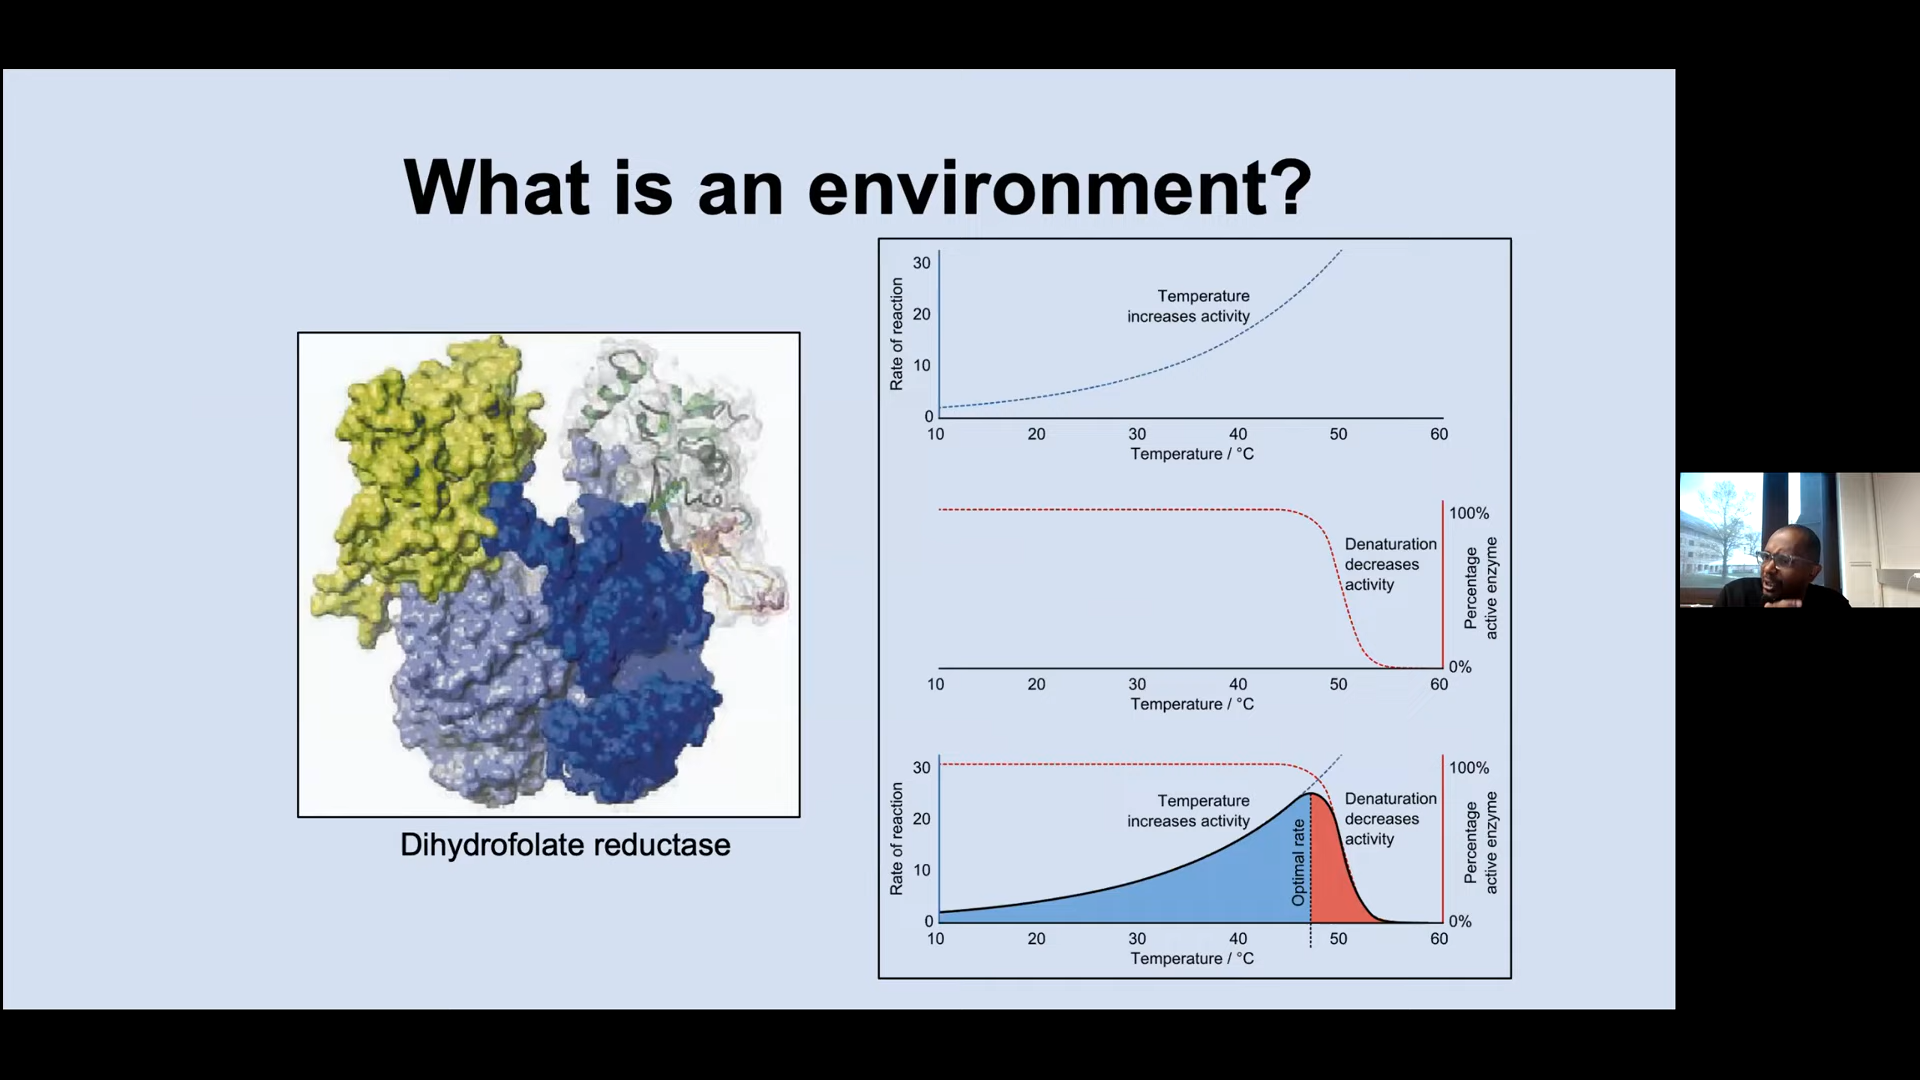 What is an environment?
Dihydrofolate reductase
30
20
10
0
Rate of reaction
Temperature
increases activity
10 20 30 40 50 60
Temperature / °C
100%
0%
Percentage
active enzyme
Denaturation
decreases
activity
10 20 30 40 50 60
Temperature / °C
30
20
10
0
Rate of reaction
Temperature
increases activity
Optimal rate
Denaturation
decreases
activity
100%
0%
Percentage
active enzyme
10 20 30 40 50 60
Temperature / °C